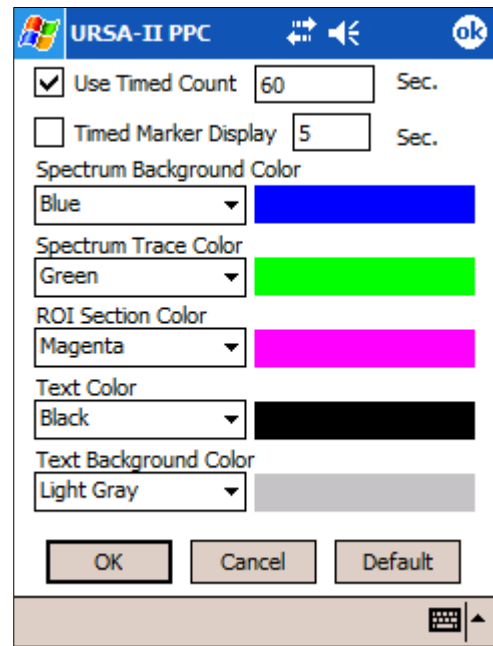 URSA-II PPC ok
Use Timed Count 60 Sec.
Timed Marker Display 5 Sec.
Spectrum Background Color
Blue
Spectrum Trace Color
Green
ROI Section Color
Magenta
Text Color
Black
Text Background Color
Light Gray
OK Cancel Default